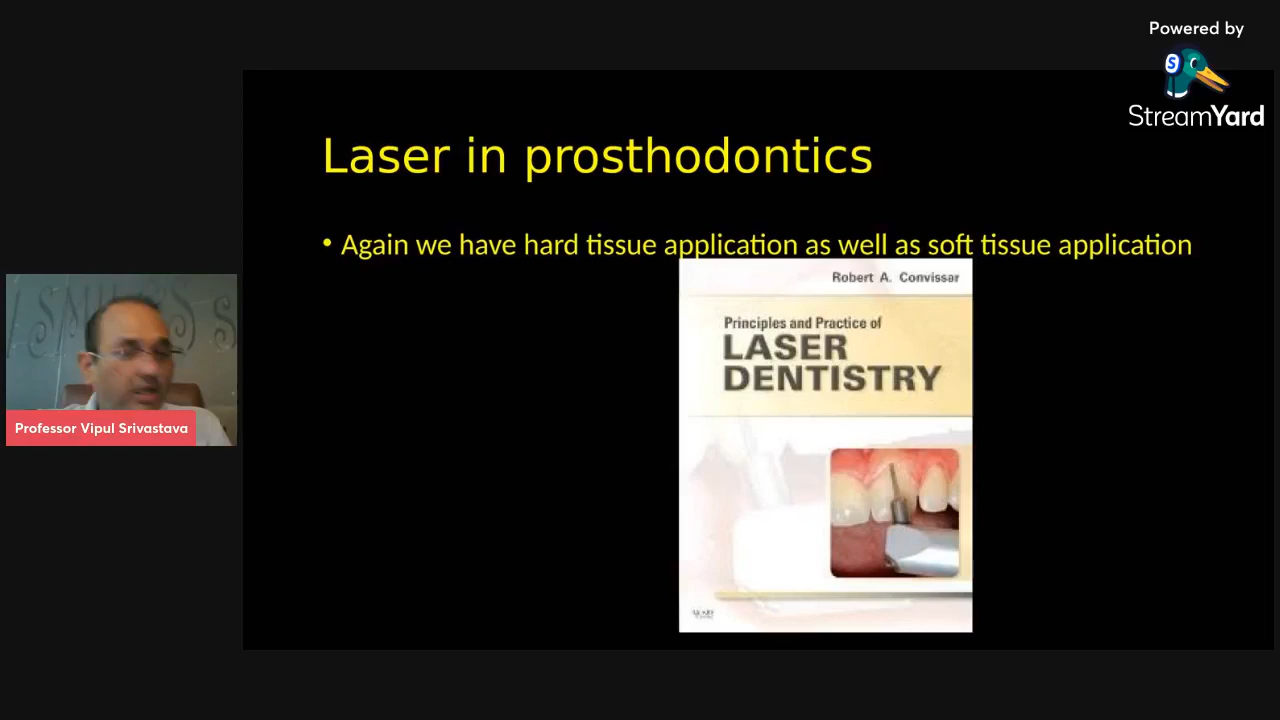 Powered by
StreamYard
Laser in prosthodontics
• Again we have hard tissue application as well as soft tissue application
Robert A. Convissar
Principles and Practice of
LASER
DENTISTRY
Professor Vipul Srivastava